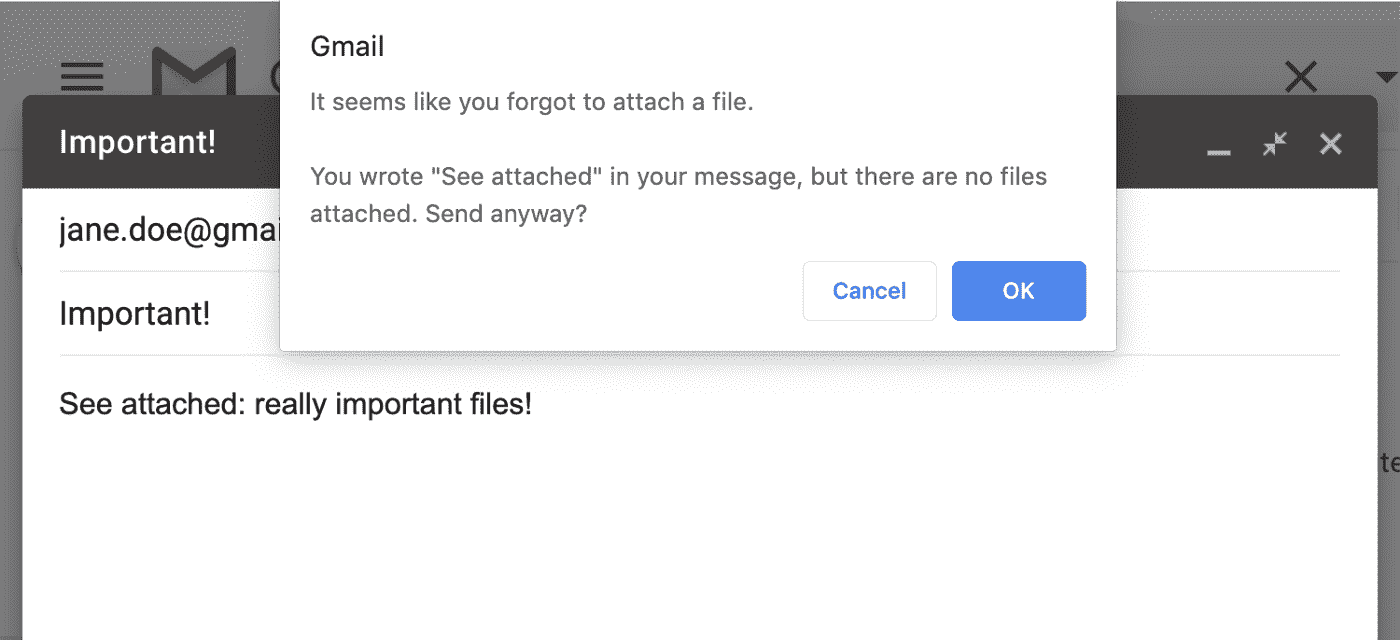 Gmail
It seems like you forgot to attach a file.
You wrote "See attached" in your message, but there are no files
attached. Send anyway?
Cancel
OK
Important!
jane.doe@gmai
Important!
See attached: really important files!